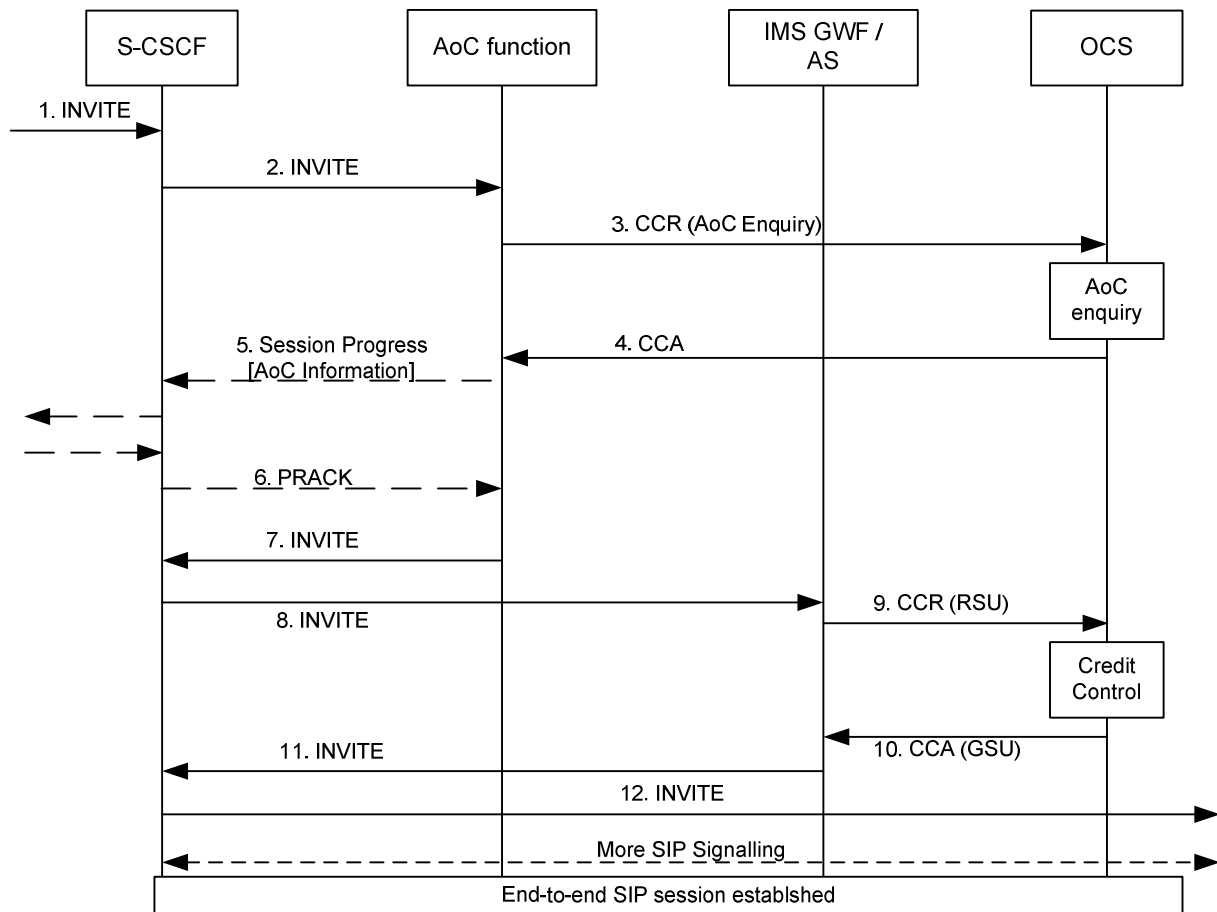 S-CSCF
AoC function
IMS GWF /
AS
OCS
1. INVITE
2. INVITE
3. CCR (AoC Enquiry)
AoC
enquiry
4. CCA
5. Session Progress
[AoC Information]
6. PRACK
7. INVITE
8. INVITE
9. CCR (RSU)
Credit
Control
10. CCA (GSU)
11. INVITE
12. INVITE
More SIP Signalling
End-to-end SIP session establshed